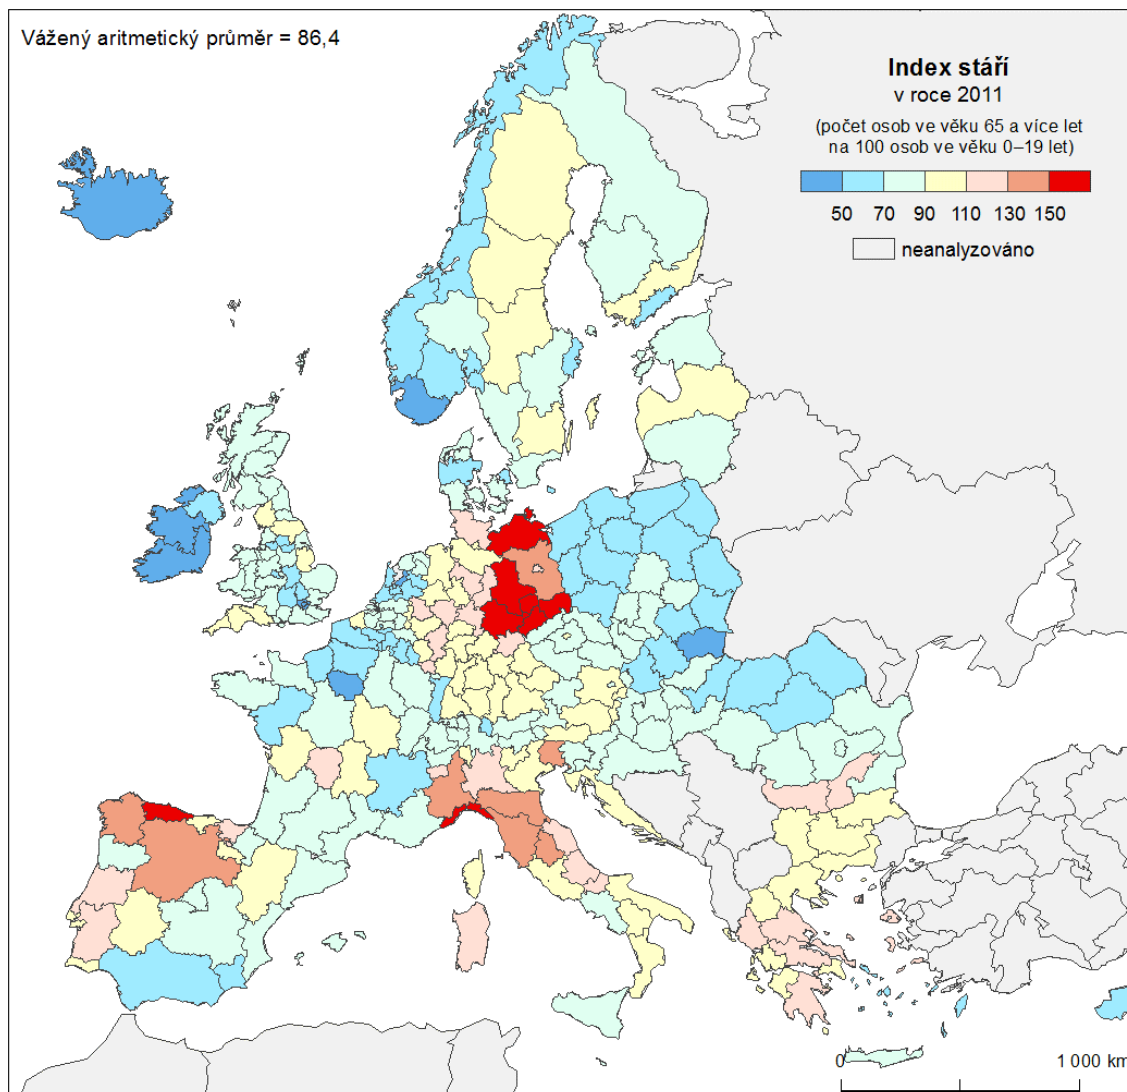 Vážený aritmetický průměr = 86,4
Index stáří
v roce 2011
(počet osob ve věku 65 a více let
na 100 osob ve věku 0–19 let)
50 70 90 110 130 150
neanalyzováno
0 1 000 km